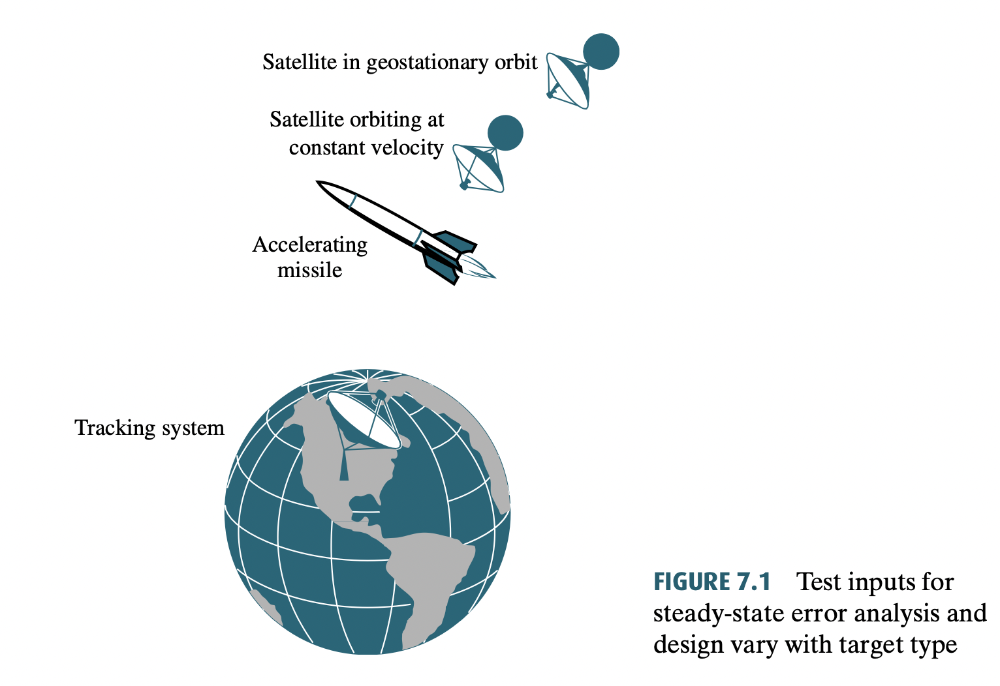 Satellite in geostationary orbit
Satellite orbiting at
constant velocity
Accelerating
missile
Tracking system
FIGURE 7.1 Test inputs for
steady-state error analysis and
design vary with target type